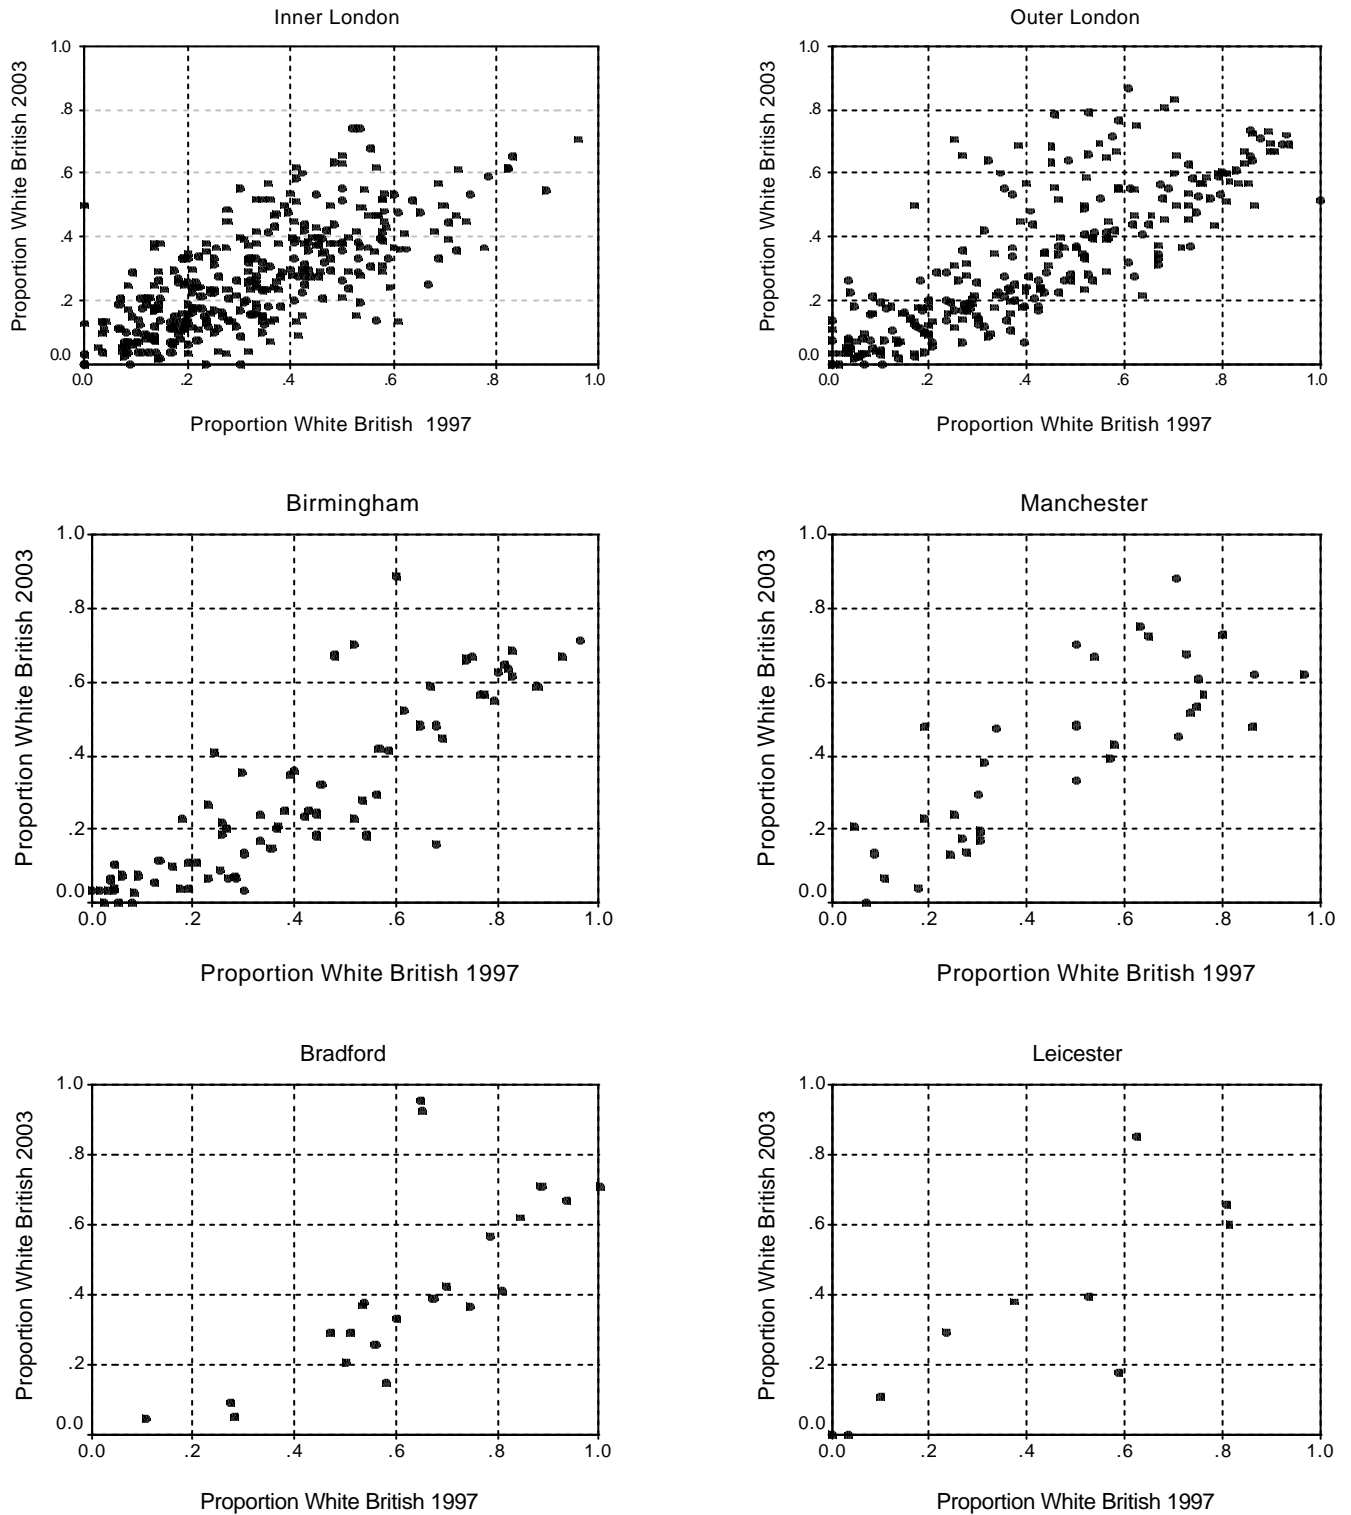 Inner London
Outer London
Proportion White British 2003
1.0
.8
.6
.4
.2
0.0
0.0 .2 .4 .6 .8 1.0
Proportion White British 1997
Proportion White British 2003
1.0
.8
.6
.4
.2
0.0
0.0 .2 .4 .6 .8 1.0
Proportion White British 1997
Birmingham
Manchester
Proportion White British 2003
1.0
.8
.6
.4
.2
0.0
0.0 .2 .4 .6 .8 1.0
Proportion White British 1997
Proportion White British 2003
1.0
.8
.6
.4
.2
0.0
0.0 .2 .4 .6 .8 1.0
Proportion White British 1997
Bradford
Leicester
Proportion White British 2003
1.0
.8
.6
.4
.2
0.0
0.0 .2 .4 .6 .8 1.0
Proportion White British 1997
Proportion White British 2003
1.0
.8
.6
.4
.2
0.0
0.0 .2 .4 .6 .8 1.0
Proportion White British 1997